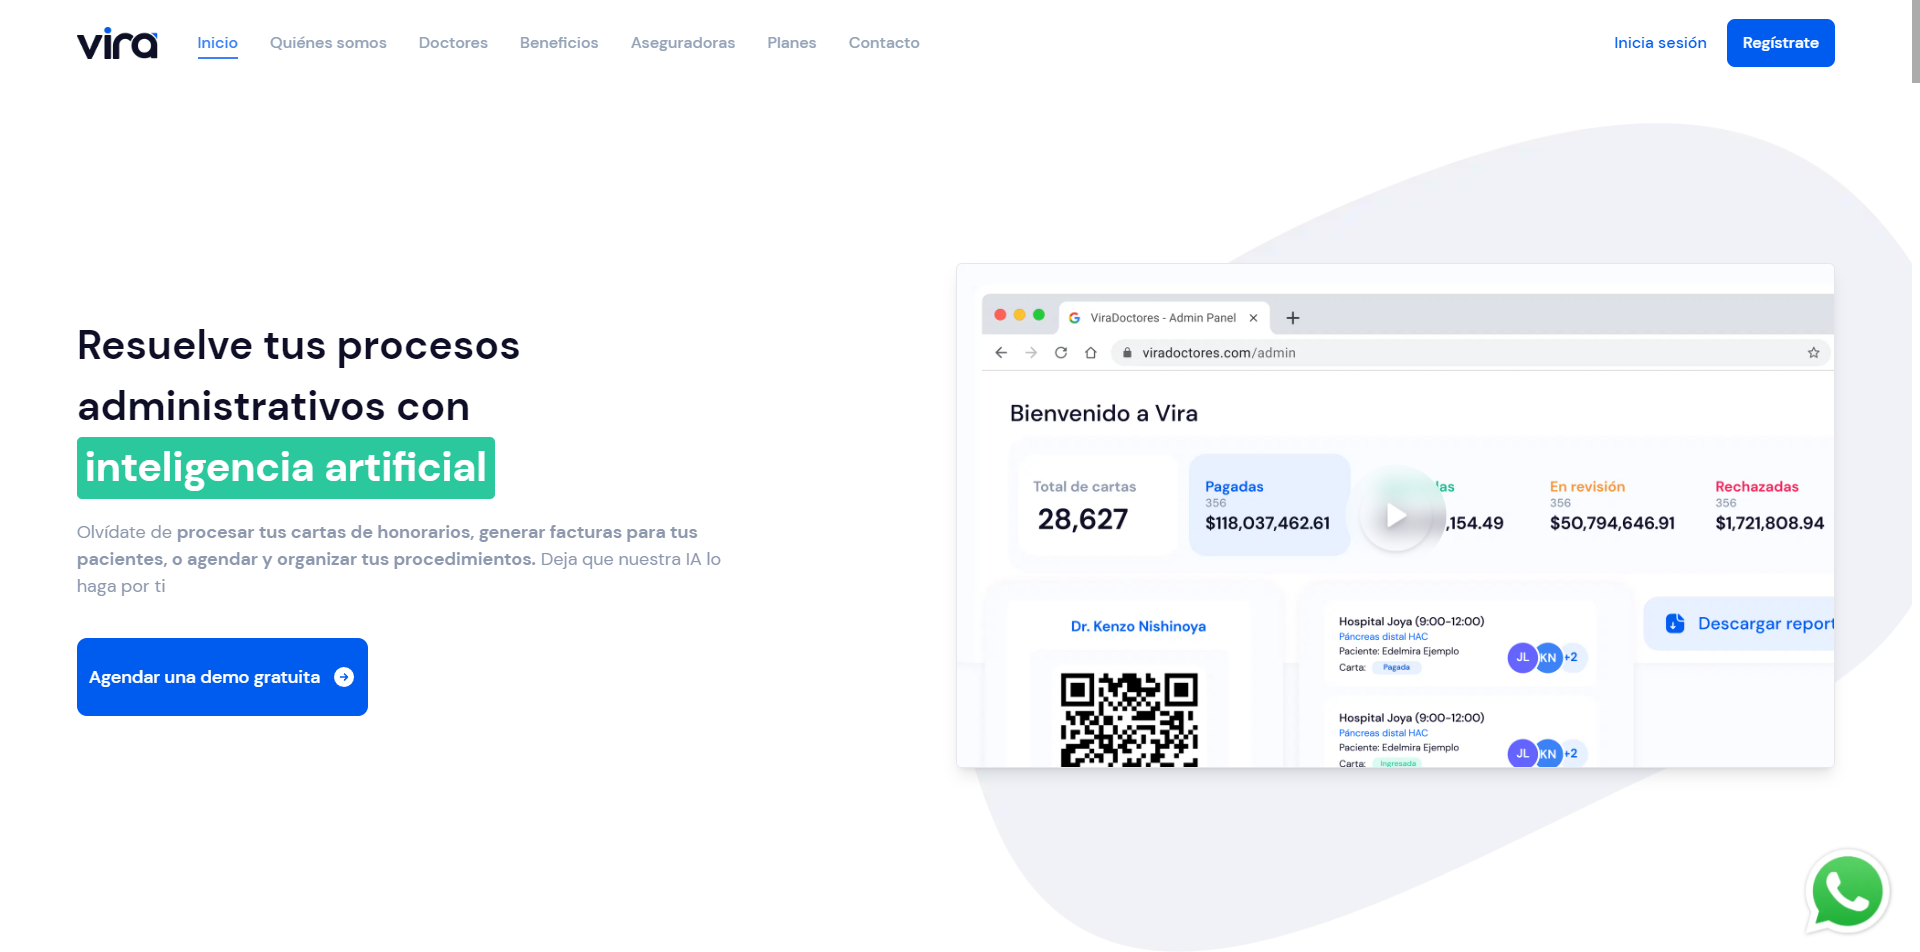 vira
Inicio
Quiénes somos
Doctores
Beneficios
Aseguradoras
Planes
Contacto
Inicia sesión
Regístrate
Resuelve tus procesos
administrativos con
inteligencia artificial
Olvídate de procesar tus cartas de honorarios, generar facturas para tus
pacientes, o agendar y organizar tus procedimientos. Deja que nuestra IA lo
haga por ti
Agendar una demo gratuita
ViraDoctores - Admin Panel
viradoctores.com/admin
Bienvenido a Vira
Total de cartas
28,627
Pagadas
356
$118,037,462.61
,154.49
En revisión
356
$50,794,646.91
Rechazadas
356
$1,721,808.94
Dr. Kenzo Nishinoya
Hospital Joya (9:00-12:00)
Páncreas distal HAC
Paciente: Edelmira Ejemplo
Carta: Pagada
JL KN +2
Hospital Joya (9:00-12:00)
Páncreas distal HAC
Paciente: Edelmira Ejemplo
Carta: Ingresada
JL KN +2
Descargar report